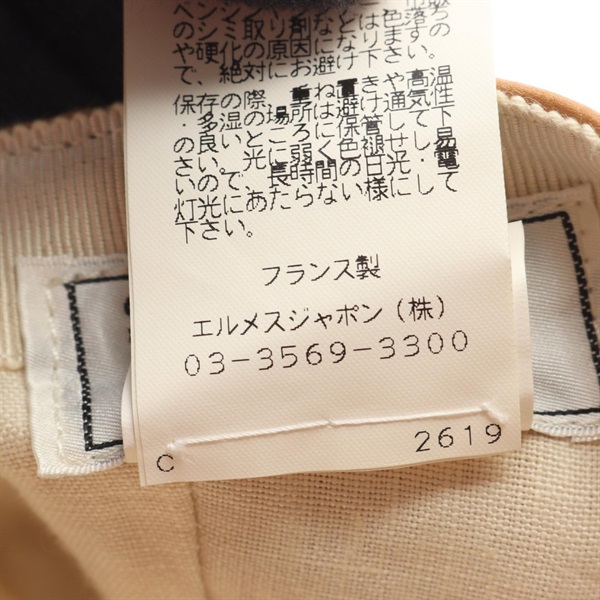 のシミ取り剤などは色落
や硬化の原因になりますの
で、絶対にお避け下さい。
保存の際、重ね置きや高温
・多湿の場所は避け通気性
の良いところに保管して下
さい。光に弱く色褪せし易
いので、長時間の日光・電
灯光にあたらない様にして
下さい。
フランス製
エルメスジャポン(株)
03-3569-3300
C 2619